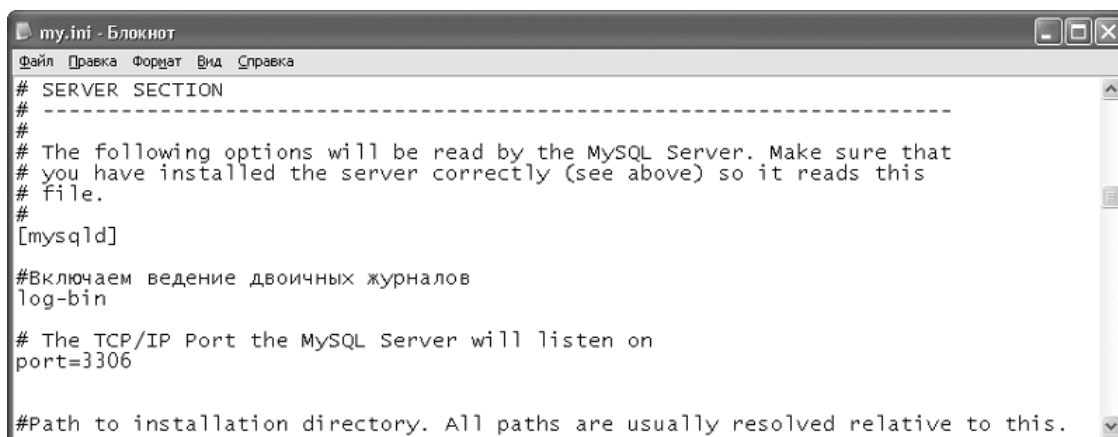 my.ini - Блокнот
Файл Правка Формат Вид Справка
# SERVER SECTION
# ----------------------------------------------------------------------
#
# The following options will be read by the MySQL Server. Make sure that
# you have installed the server correctly (see above) so it reads this
# file.
#
[mysqld]
#Включаем ведение двоичных журналов
log-bin
# The TCP/IP Port the MySQL Server will listen on
port=3306
#Path to installation directory. All paths are usually resolved relative to this.